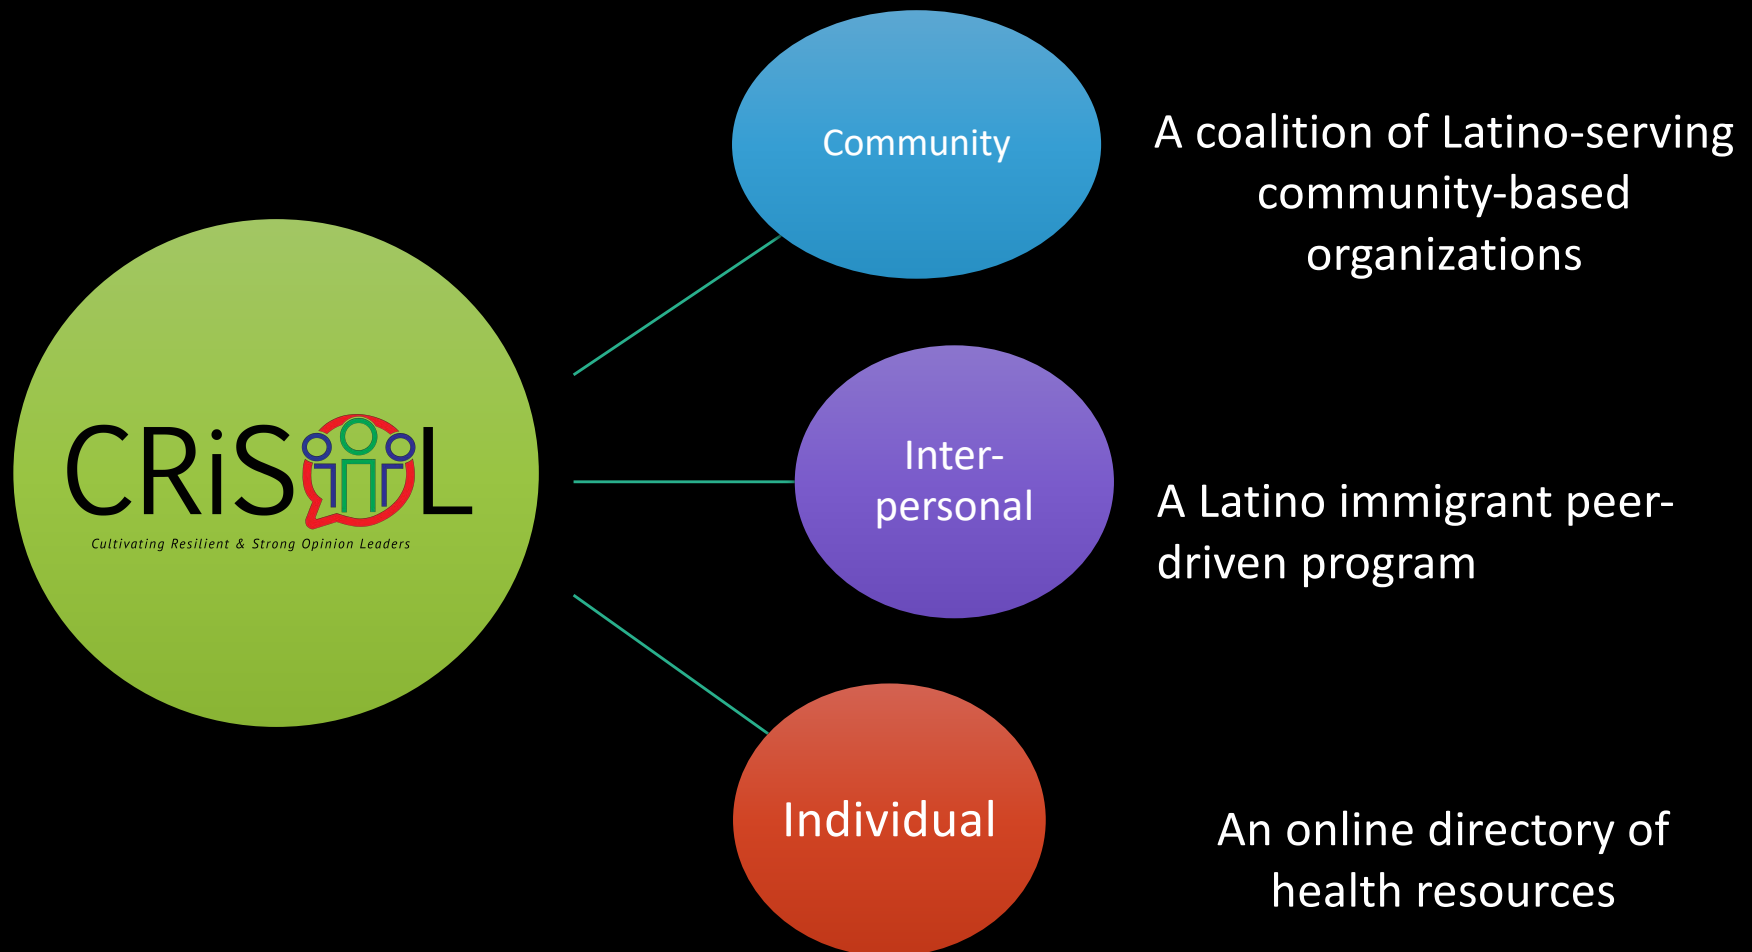 CRiSOL
Cultivating Resilient & Strong Opinion Leaders
Community
A coalition of Latino-serving
community-based
organizations
Inter-
personal
A Latino immigrant peer-
driven program
Individual
An online directory of
health resources